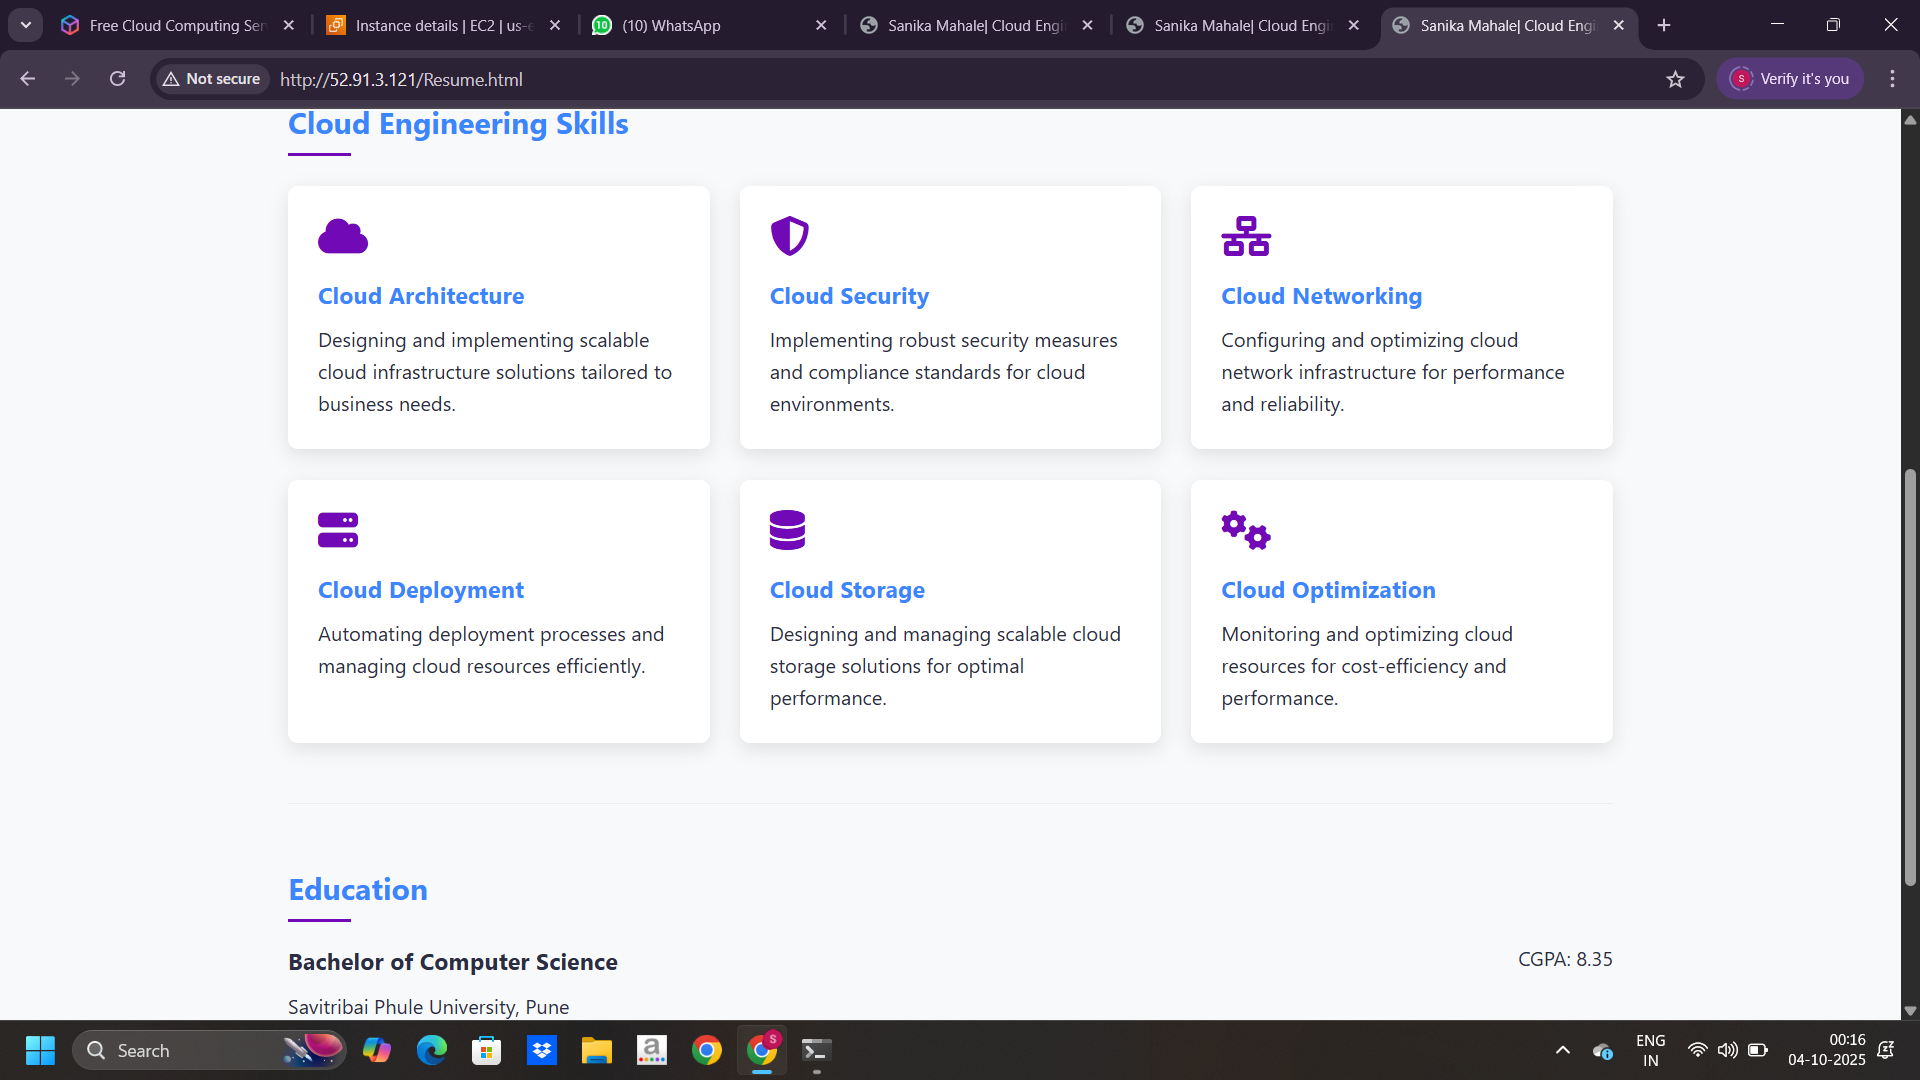 Free Cloud Computing Ser
Instance details | EC2 | us-e
(10) WhatsApp
Sanika Mahale| Cloud Engi
Sanika Mahale| Cloud Engi
Sanika Mahale| Cloud Engi
Not secure
http://52.91.3.121/Resume.html
S
Verify it's you
Cloud Engineering Skills
Cloud Architecture
Designing and implementing scalable
cloud infrastructure solutions tailored to
business needs.
Cloud Security
Implementing robust security measures
and compliance standards for cloud
environments.
Cloud Networking
Configuring and optimizing cloud
network infrastructure for performance
and reliability.
Cloud Deployment
Automating deployment processes and
managing cloud resources efficiently.
Cloud Storage
Designing and managing scalable cloud
storage solutions for optimal
performance.
Cloud Optimization
Monitoring and optimizing cloud
resources for cost-efficiency and
performance.
Education
Bachelor of Computer Science
CGPA: 8.35
Savitribai Phule University, Pune
Search
a
S
ENG
IN
00:16
04-10-2025